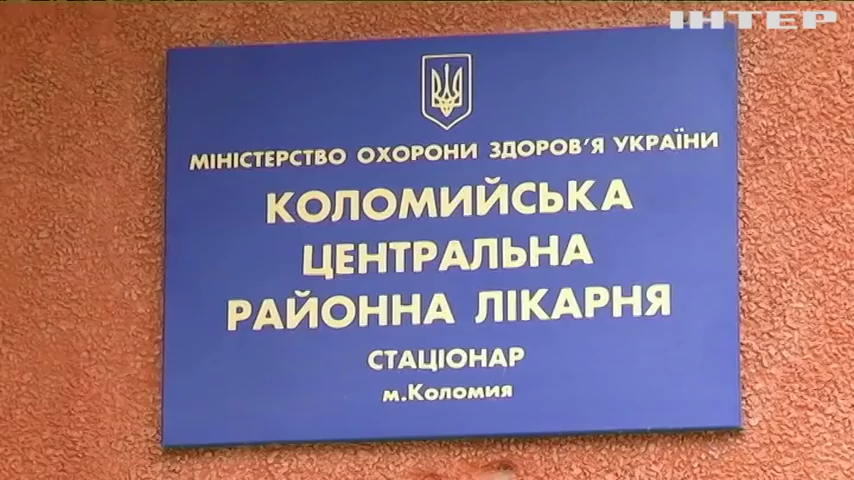 ІНТЕР
МІНІСТЕРСТВО ОХОРОНИ ЗДОРОВ'Я УКРАЇНИ
КОЛОМИЙСЬКА
ЦЕНТРАЛЬНА
РАЙОННА ЛІКАРНЯ
СТАЦІОНАР
м.Коломия